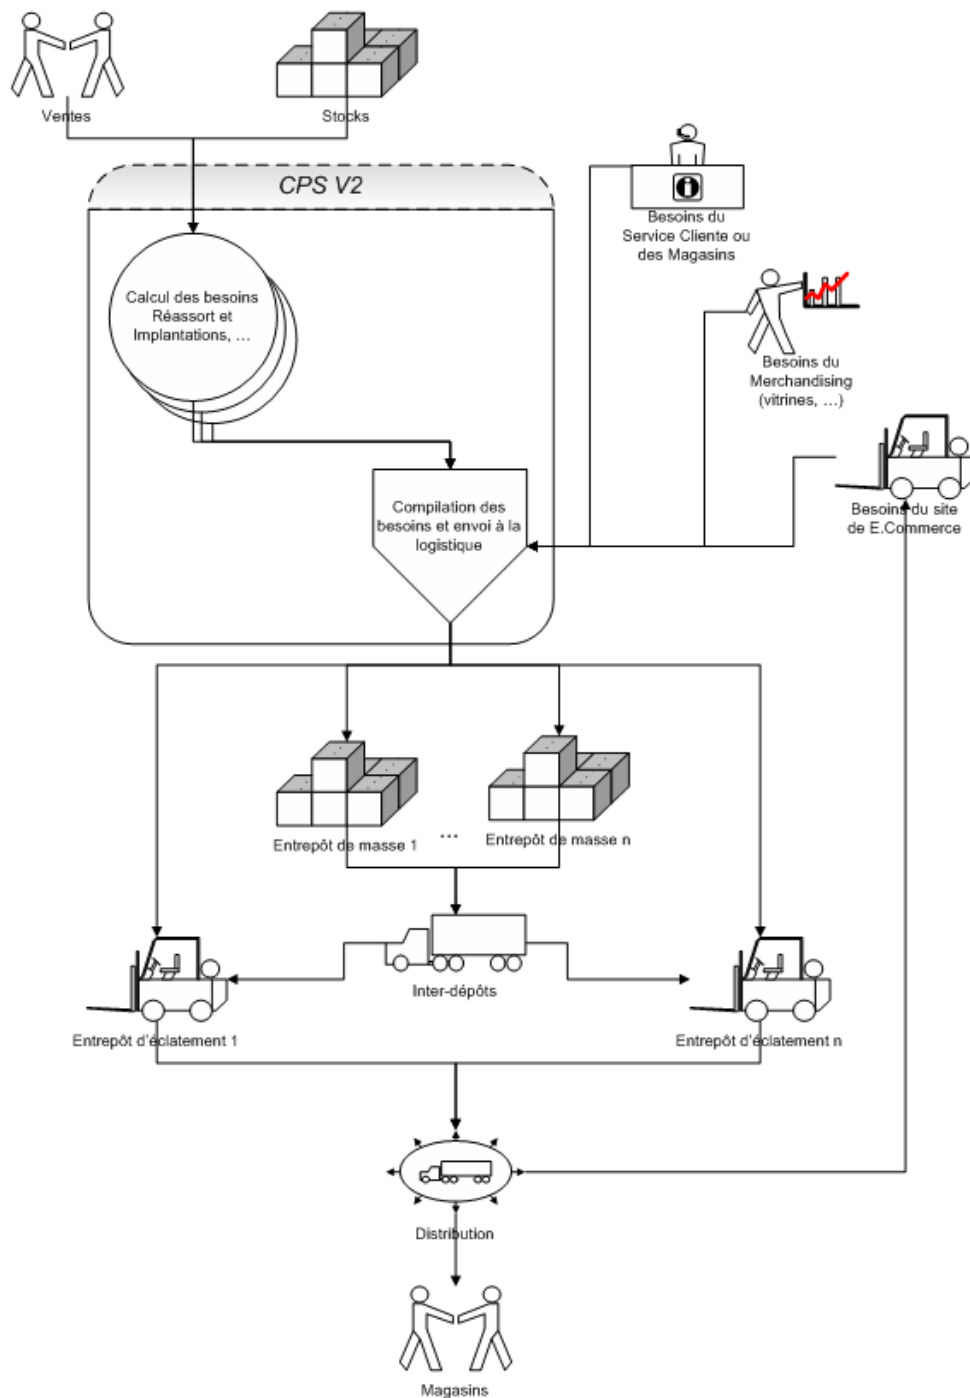 Ventes
Stocks
CPS V2
Besoins du
Service Cliente ou
des Magasins
Calcul des besoins
Réassort et
Implantations, …
Besoins du
Merchandising
(vitrines, …)
Compilation des
besoins et envoi à la
logistique
Besoins du site
de E.Commerce
Entrepôt de masse 1
…
Entrepôt de masse n
Inter-dépôts
Entrepôt d'éclatement 1
Entrepôt d'éclatement n
Distribution
Magasins